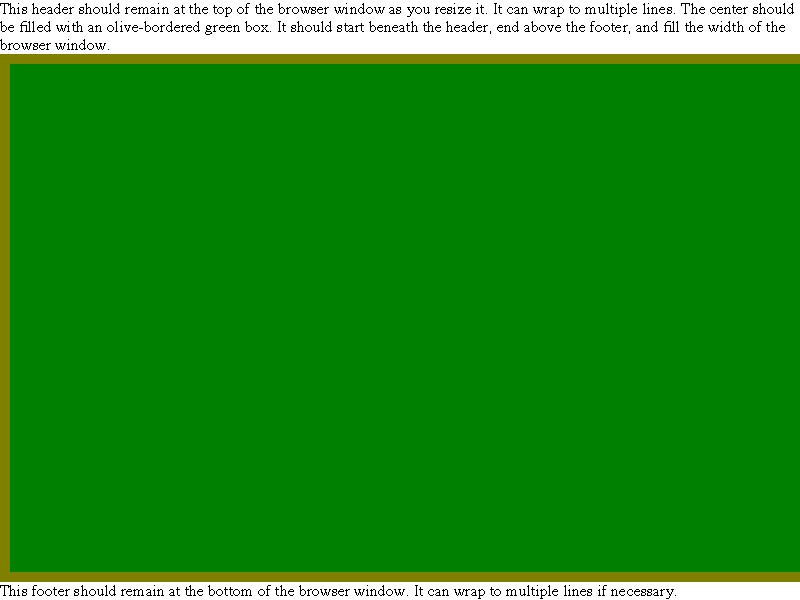 This header should remain at the top of the browser window as you resize it. It can wrap to multiple lines. The center should
be filled with an olive-bordered green box. It should start beneath the header, end above the footer, and fill the width of the
browser window.
This footer should remain at the bottom of the browser window. It can wrap to multiple lines if necessary.